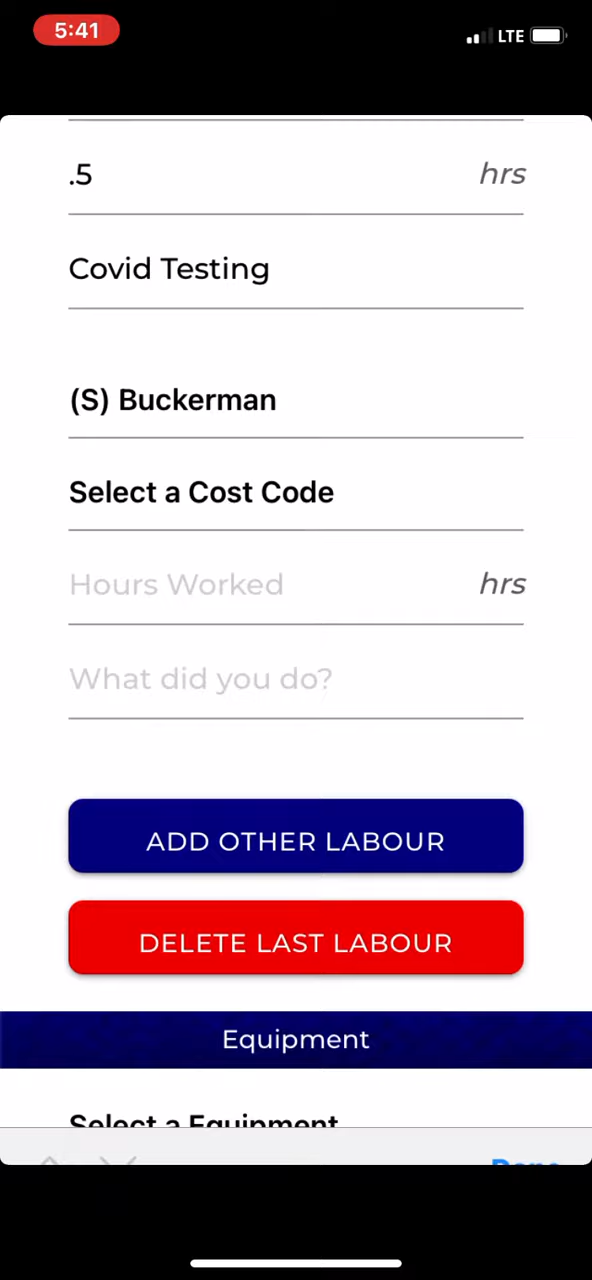 5:41
LTE
.5 hrs
Covid Testing
(S) Buckerman
Select a Cost Code
Hours Worked hrs
What did you do?
ADD OTHER LABOUR
DELETE LAST LABOUR
Equipment
Select a Equipment
Done